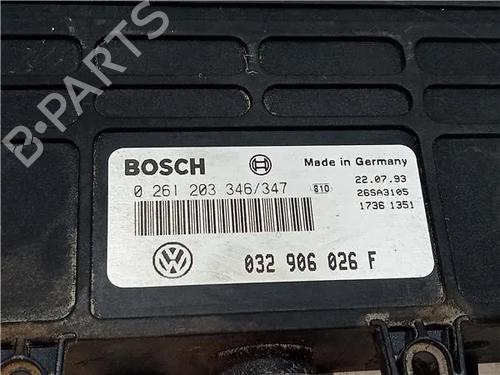 B-PARTS
BOSCH
Made in Germany
0 261 203 346/347 810 22.07.93
26SA3105
1736 1351
032 906 026 F